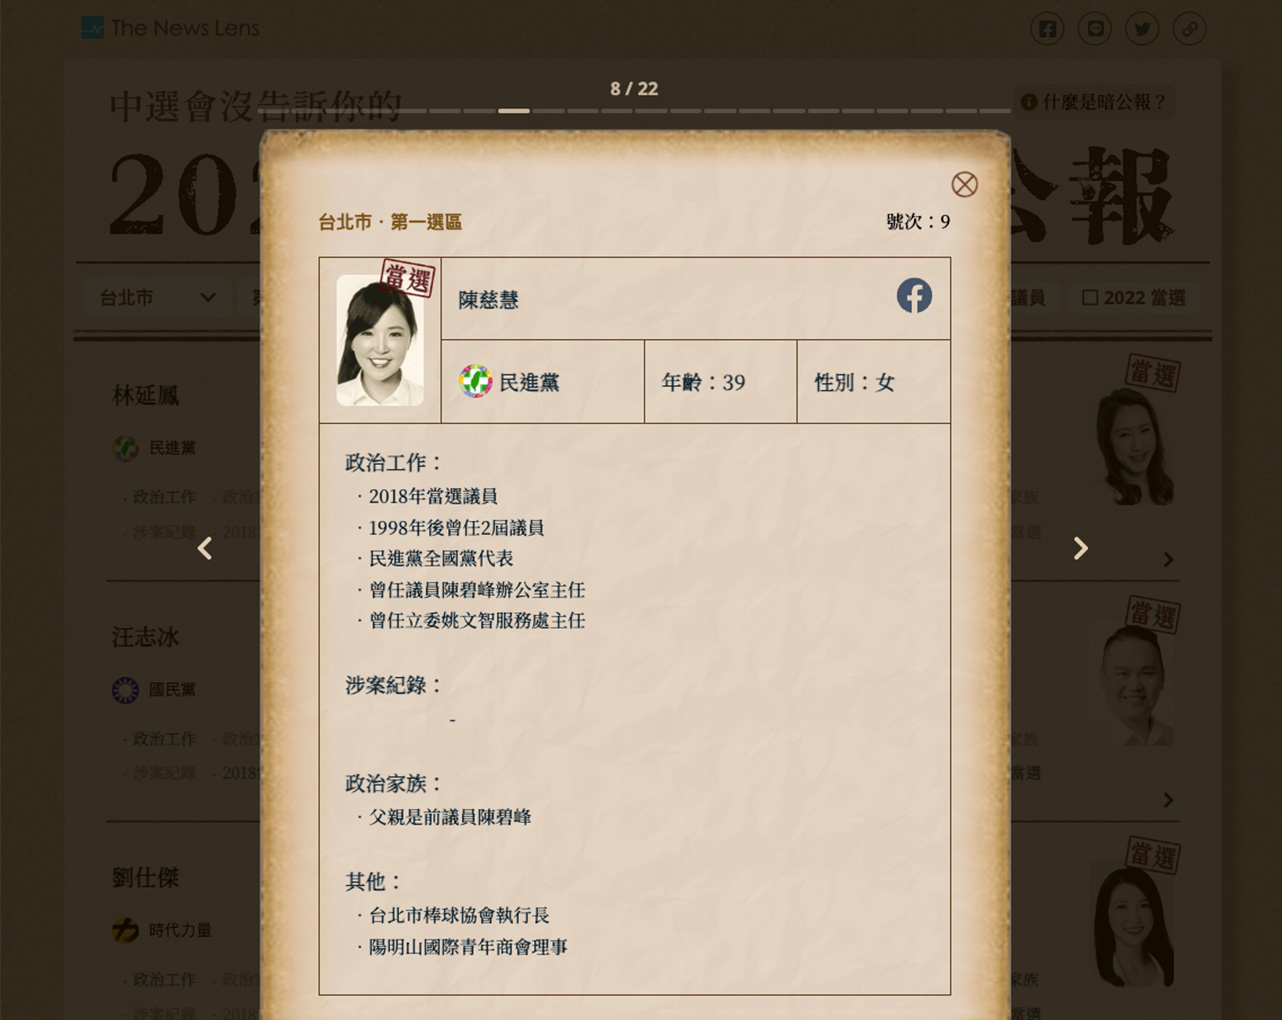 The News Lens
8 / 22
中選會沒告訴你的
什麼是暗公報？
202
公報
台北市 · 第一選區
號次：9
當選
陳慈慧
民進黨
年齡：39
性別：女
政治工作：
· 2018年當選議員
· 1998年後曾任2屆議員
· 民進黨全國黨代表
· 曾任議員陳碧峰辦公室主任
· 曾任立委姚文智服務處主任
涉案紀錄：
-
政治家族：
· 父親是前議員陳碧峰
其他：
· 台北市棒球協會執行長
· 陽明山國際青年商會理事
台北市
議員
2022 當選
林延鳳
當選
民進黨
· 政治工作 · 政治
家族
· 涉案紀錄 · 2018
當選
汪志冰
當選
國民黨
· 政治工作 · 政治
家族
· 涉案紀錄 · 2018
當選
劉仕傑
當選
時代力量
· 政治工作 · 政治
家族
· 涉案紀錄 · 2018
當選